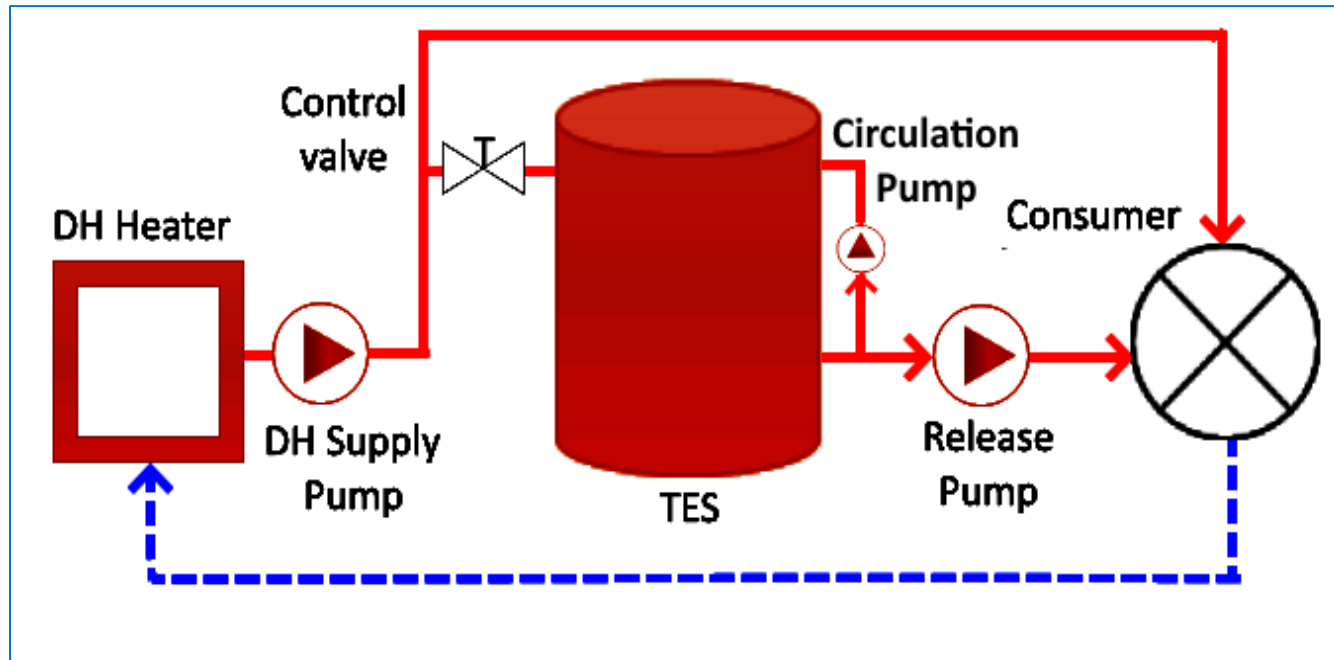 Control
valve
T
Circulation
Pump
Consumer
DH Heater
DH Supply
Pump
TES
Release
Pump